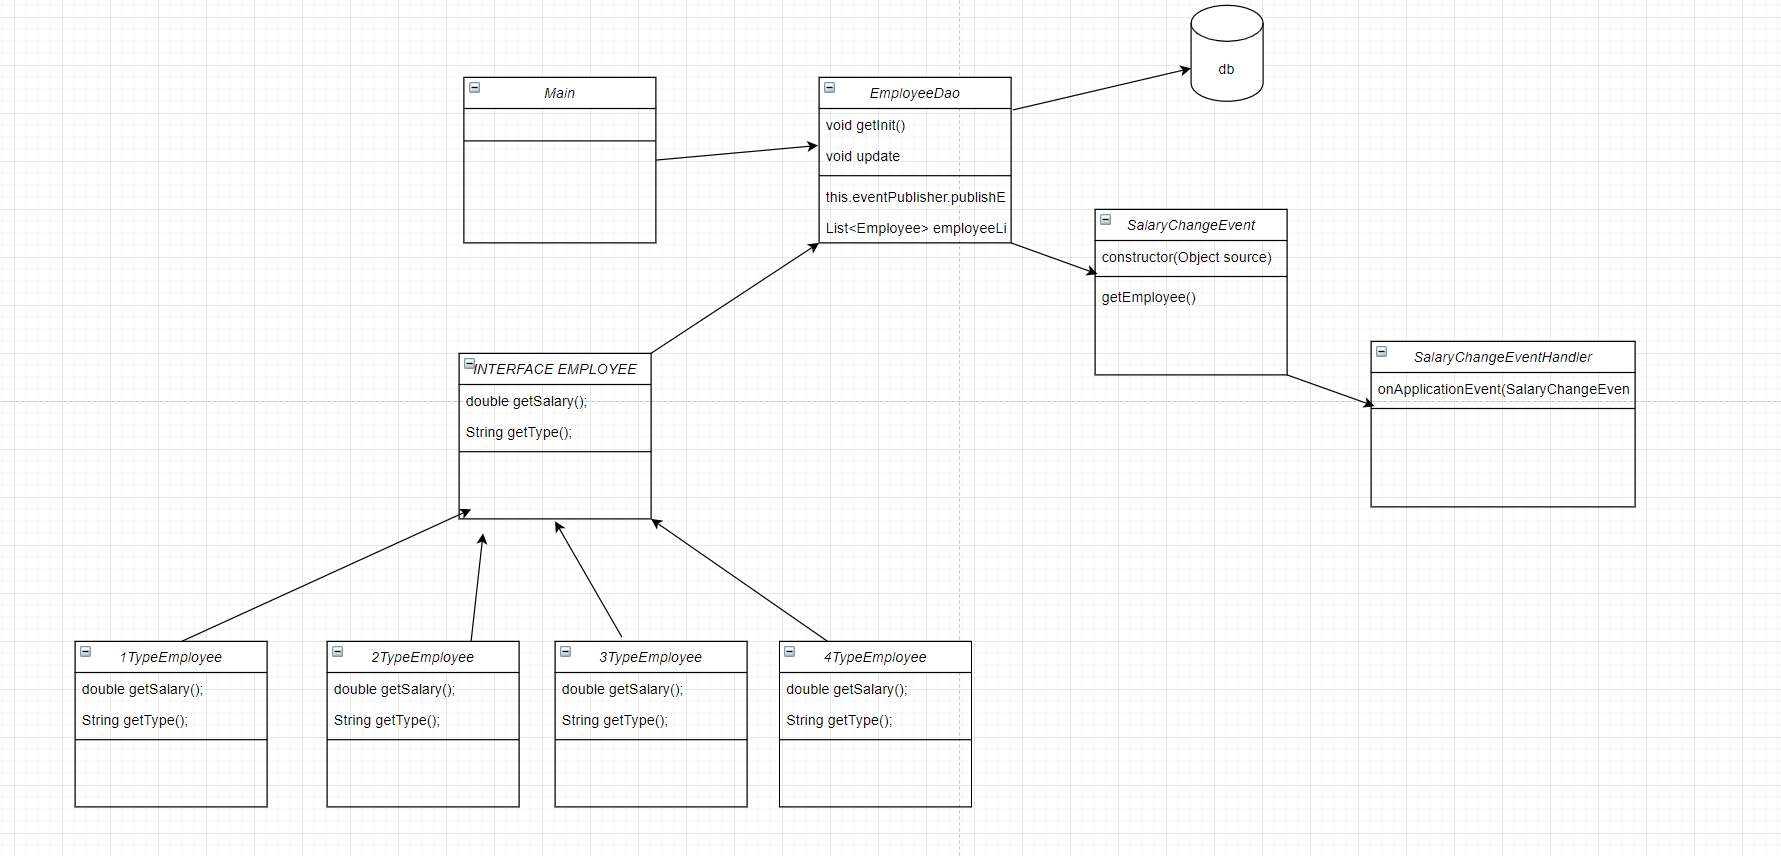 db
Main
EmployeeDao
void getInit()
void update
this.eventPublisher.publishE
List<Employee> employeeLi
SalaryChangeEvent
constructor(Object source)
getEmployee()
SalaryChangeEventHandler
onApplicationEvent(SalaryChangeEven
INTERFACE EMPLOYEE
double getSalary();
String getType();
1TypeEmployee
double getSalary();
String getType();
2TypeEmployee
double getSalary();
String getType();
3TypeEmployee
double getSalary();
String getType();
4TypeEmployee
double getSalary();
String getType();